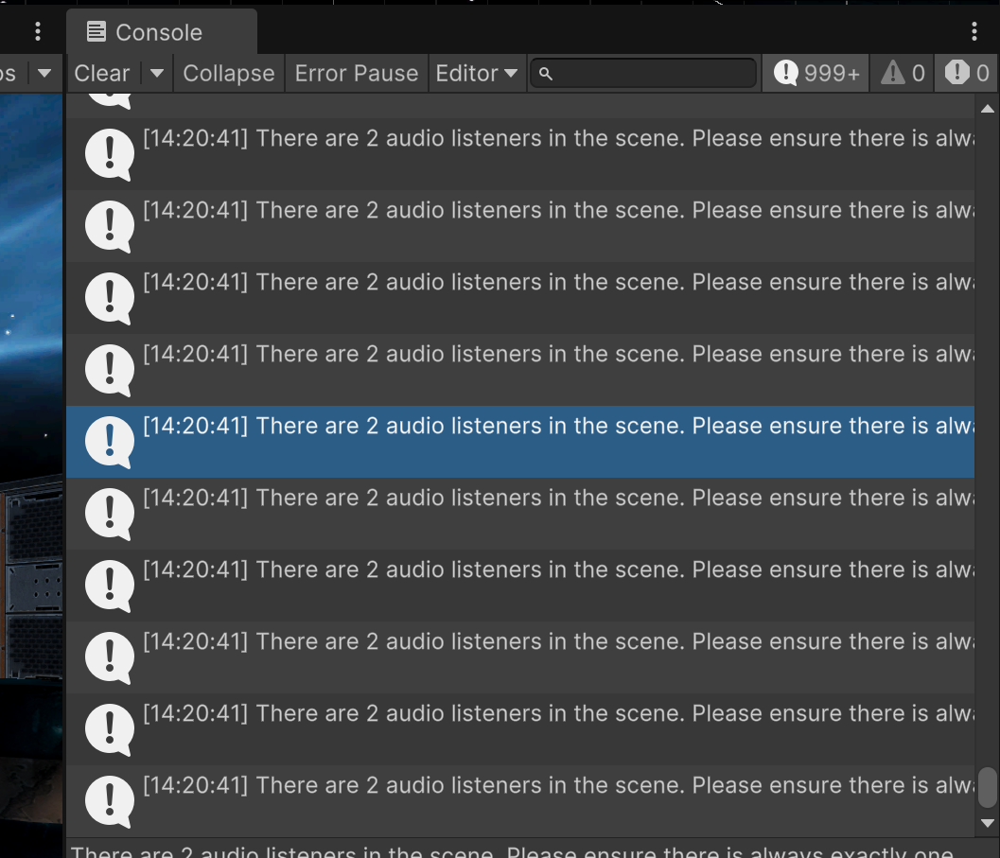 Console
os Clear Collapse Error Pause Editor 999+ 0 0
[14:20:41] There are 2 audio listeners in the scene. Please ensure there is alwa
[14:20:41] There are 2 audio listeners in the scene. Please ensure there is alwa
[14:20:41] There are 2 audio listeners in the scene. Please ensure there is alwa
[14:20:41] There are 2 audio listeners in the scene. Please ensure there is alwa
[14:20:41] There are 2 audio listeners in the scene. Please ensure there is alwa
[14:20:41] There are 2 audio listeners in the scene. Please ensure there is alwa
[14:20:41] There are 2 audio listeners in the scene. Please ensure there is alwa
[14:20:41] There are 2 audio listeners in the scene. Please ensure there is alwa
[14:20:41] There are 2 audio listeners in the scene. Please ensure there is alwa
[14:20:41] There are 2 audio listeners in the scene. Please ensure there is alwa
There are 2 audio listeners in the scene. Please ensure there is always exactly one